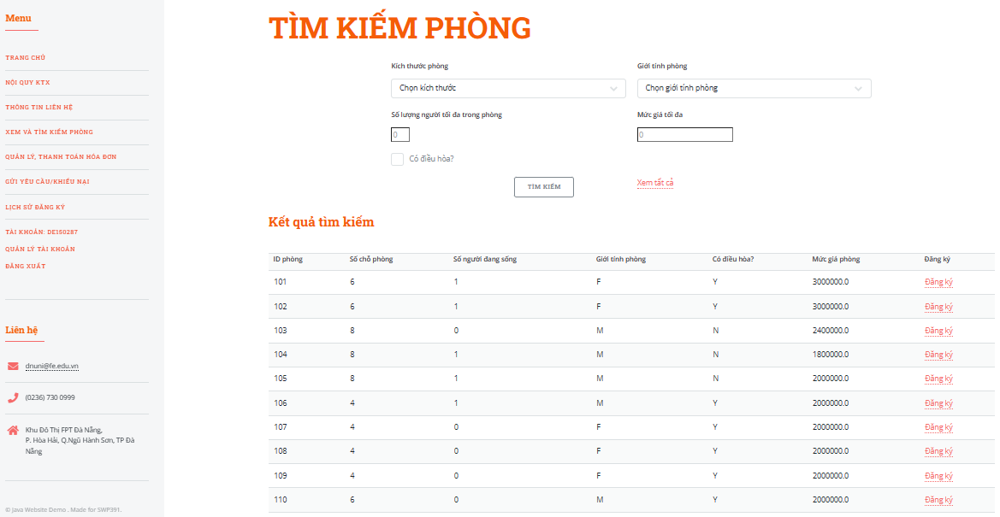 Menu
TRANG CHỦ
NỘI QUY KTX
THÔNG TIN LIÊN HỆ
XEM VÀ TÌM KIẾM PHÒNG
QUẢN LÝ, THANH TOÁN HÓA ĐƠN
GỬI YÊU CẦU/KHIẾU NẠI
LỊCH SỬ ĐĂNG KÝ
TÀI KHOẢN: DE150287
QUẢN LÝ TÀI KHOẢN
ĐĂNG XUẤT
Liên hệ
dnuni@fe.edu.vn
(0236) 730 0999
Khu Đô Thị FPT Đà Nẵng,
P. Hòa Hải, Q.Ngũ Hành Sơn, TP Đà
Nẵng
© Java Website Demo . Made for SWP391.
TÌM KIẾM PHÒNG
Kích thước phòng Giới tính phòng
Chọn kích thước Chọn giới tính phòng
Số lượng người tối đa trong phòng Mức giá tối đa
0 0
Có điều hòa?
TÌM KIẾM Xem tất cả
Kết quả tìm kiếm
ID phòng Số chỗ phòng Số người đang sống Giới tính phòng Có điều hòa? Mức giá phòng Đăng ký
101 6 1 F Y 3000000.0 Đăng ký
102 6 1 F Y 3000000.0 Đăng ký
103 8 0 M N 2400000.0 Đăng ký
104 8 1 M N 1800000.0 Đăng ký
105 8 1 M N 2000000.0 Đăng ký
106 4 1 M Y 2000000.0 Đăng ký
107 4 0 F Y 2000000.0 Đăng ký
108 4 0 F Y 2000000.0 Đăng ký
109 4 0 F Y 2000000.0 Đăng ký
110 6 0 M Y 2000000.0 Đăng ký